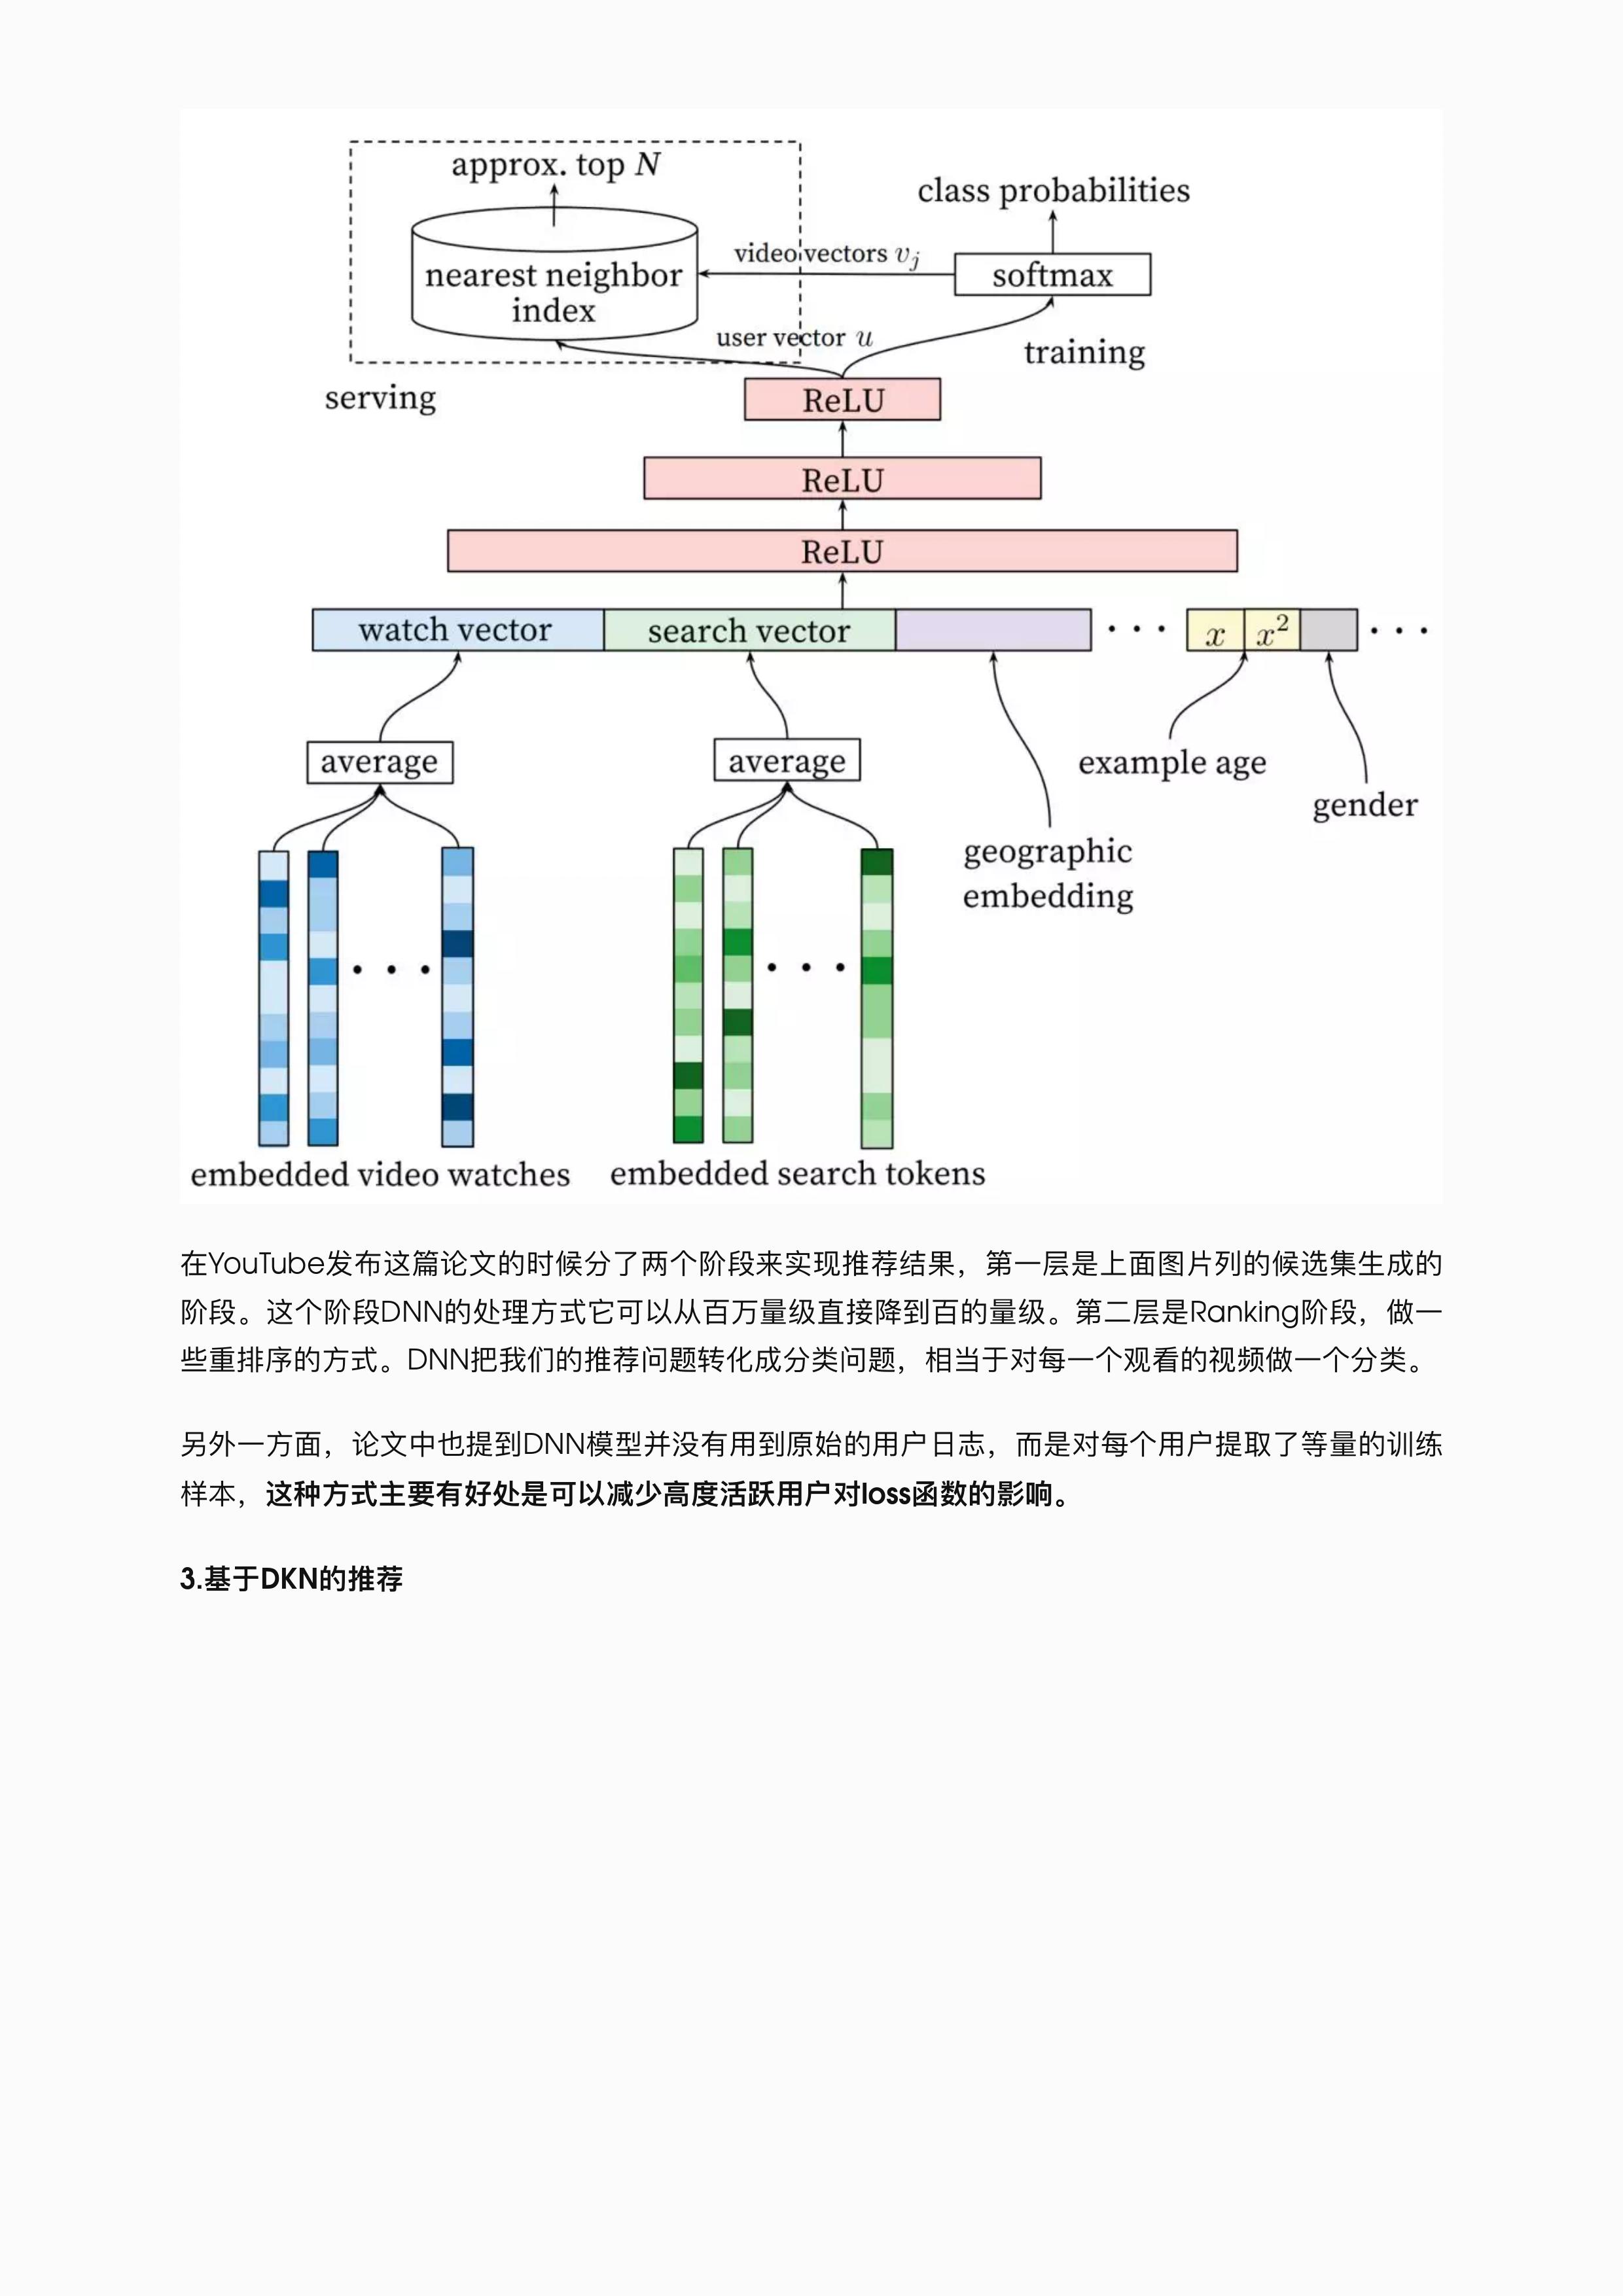 approx. top N
class probabilities
video vectors v_j
nearest neighbor
index
softmax
user vector u
training
serving
ReLU
ReLU
ReLU
watch vector
search vector
...
x
x²
...
average
average
example age
gender
geographic
embedding
...
...
embedded video watches
embedded search tokens
在YouTube发布这篇论文的时候分了两个阶段来实现推荐结果，第一层是上面图片列的候选集生成的
阶段。这个阶段DNN的处理方式它可以从百万量级直接降到百的量级。第二层是Ranking阶段，做一
些重排序的方式。DNN把我们的推荐问题转化成分类问题，相当于对每一个观看的视频做一个分类。
另外一方面，论文中也提到DNN模型并没有用到原始的用户日志，而是对每个用户提取了等量的训练
样本，这种方式主要有好处是可以减少高度活跃用户对loss函数的影响。
3.基于DKN的推荐